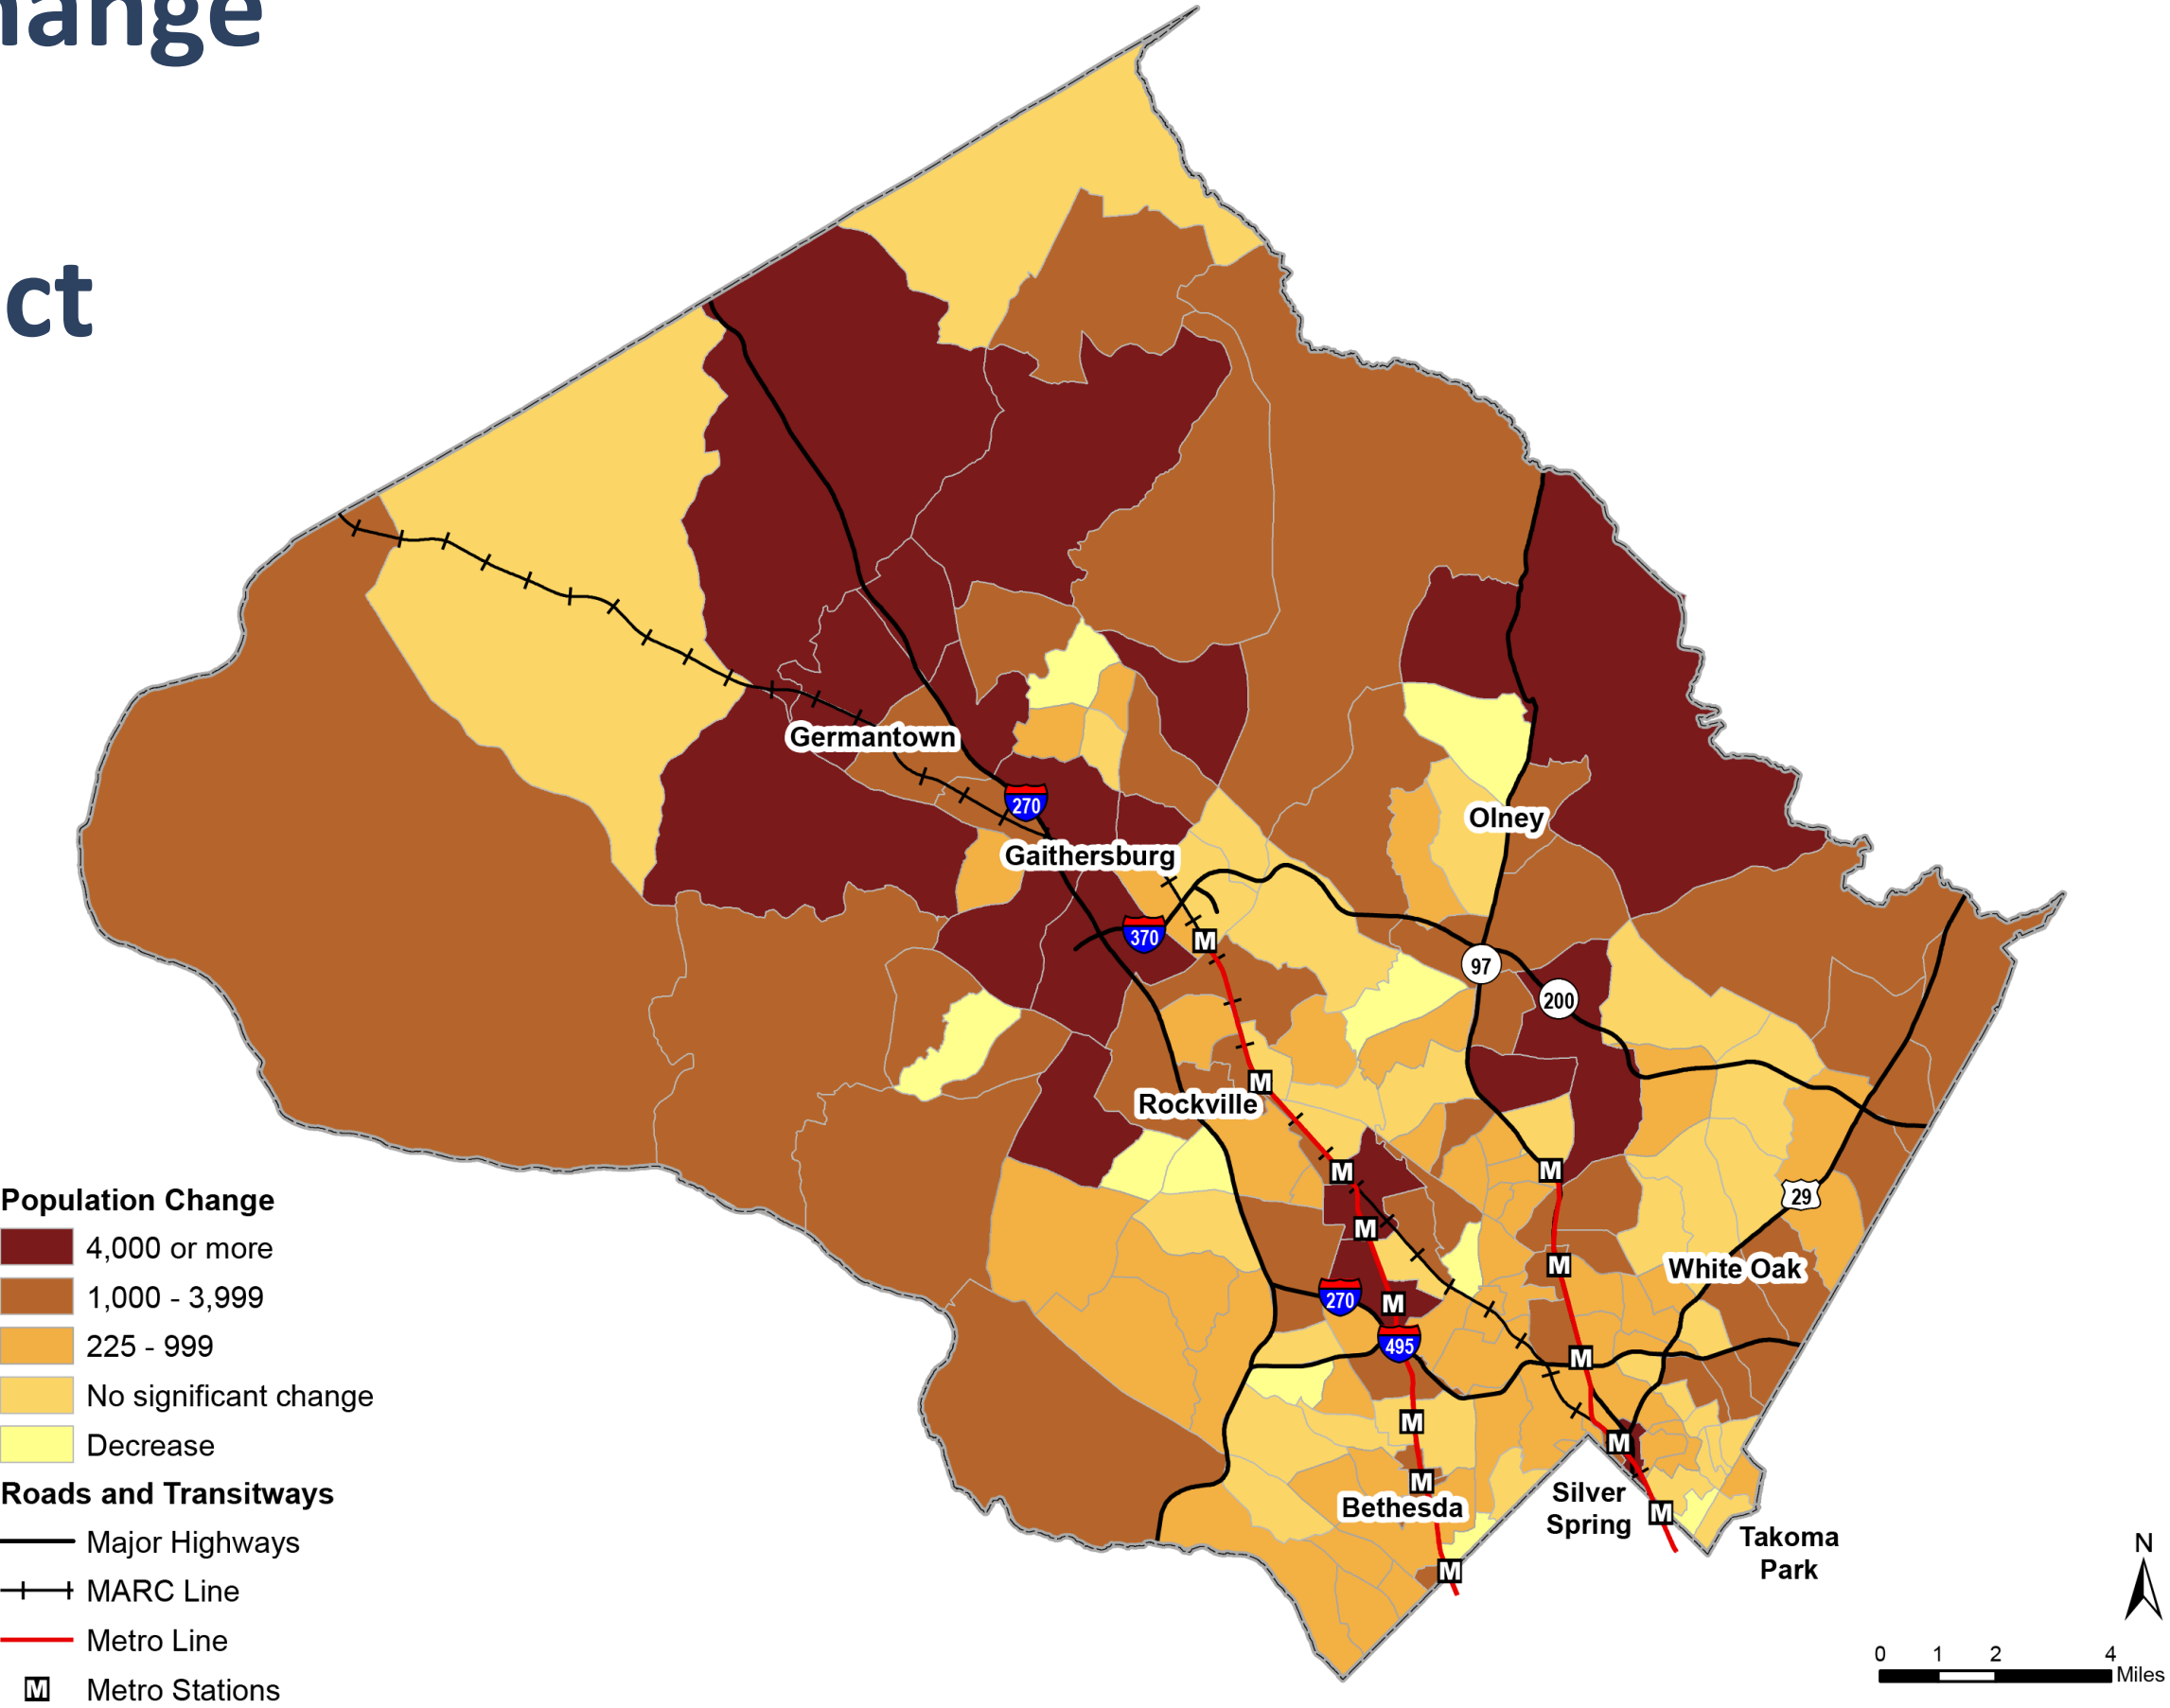 hange
ct
Germantown
270
Gaithersburg
Olney
370
97
200
M
M
Rockville
M
M
29
M
M
White Oak
270
M
495
M
M
M
M
Bethesda
Silver
Spring
M
Takoma
Park
M
Population Change
4,000 or more
1,000 - 3,999
225 - 999
No significant change
Decrease
Roads and Transitways
Major Highways
MARC Line
Metro Line
M Metro Stations
N
0 1 2 4
Miles